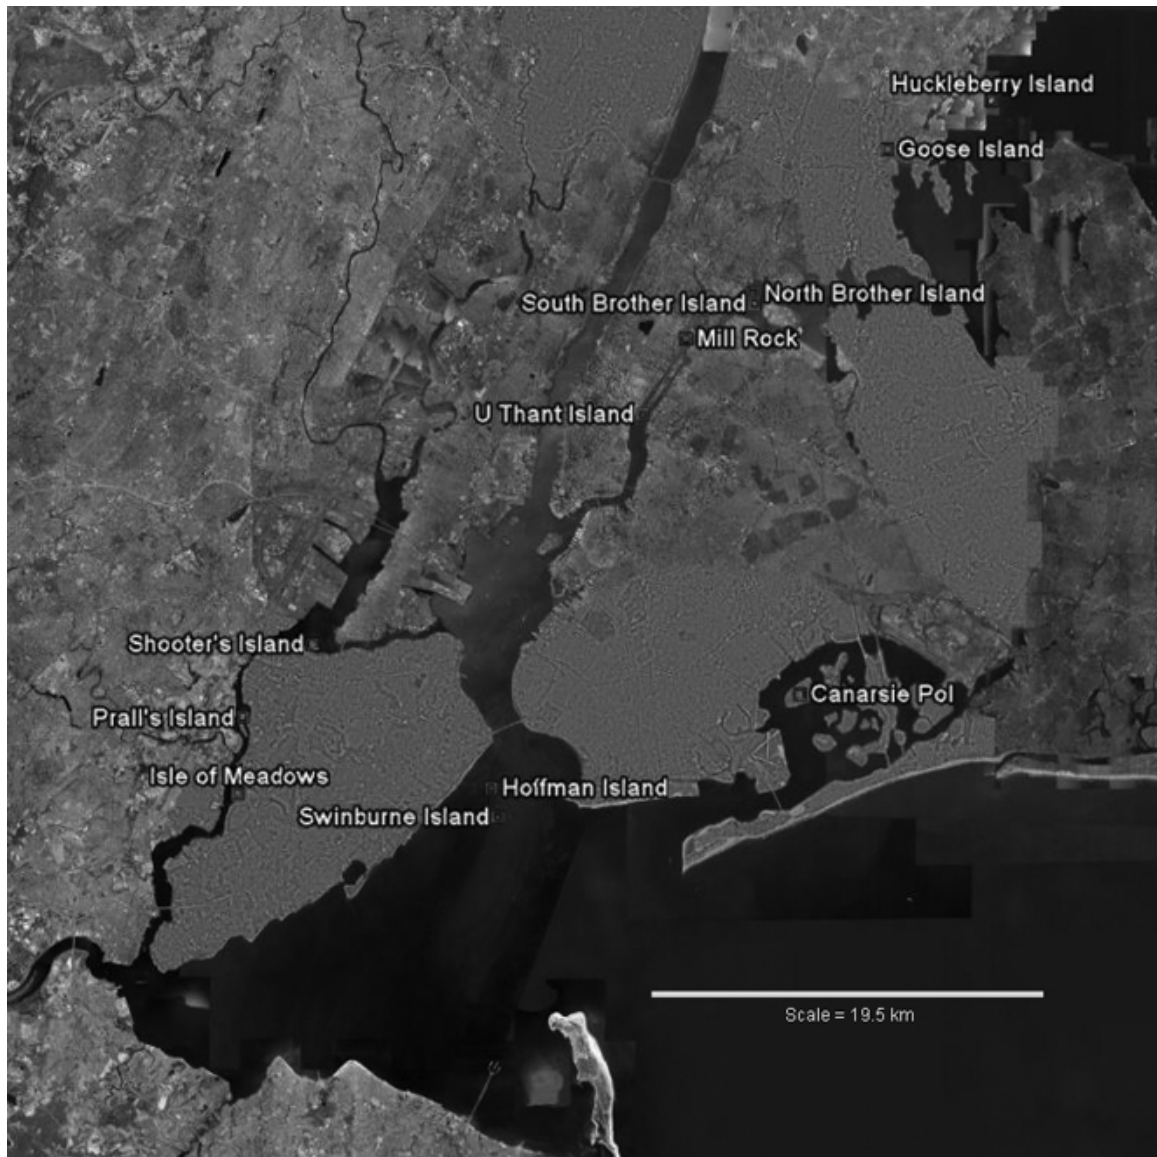 Huckleberry Island
Goose Island
South Brother Island
North Brother Island
Mill Rock
U Thant Island
Shooter's Island
Canarsie Pol
Prall's Island
Isle of Meadows
Hoffman Island
Swinburne Island
Scale = 19.5 km